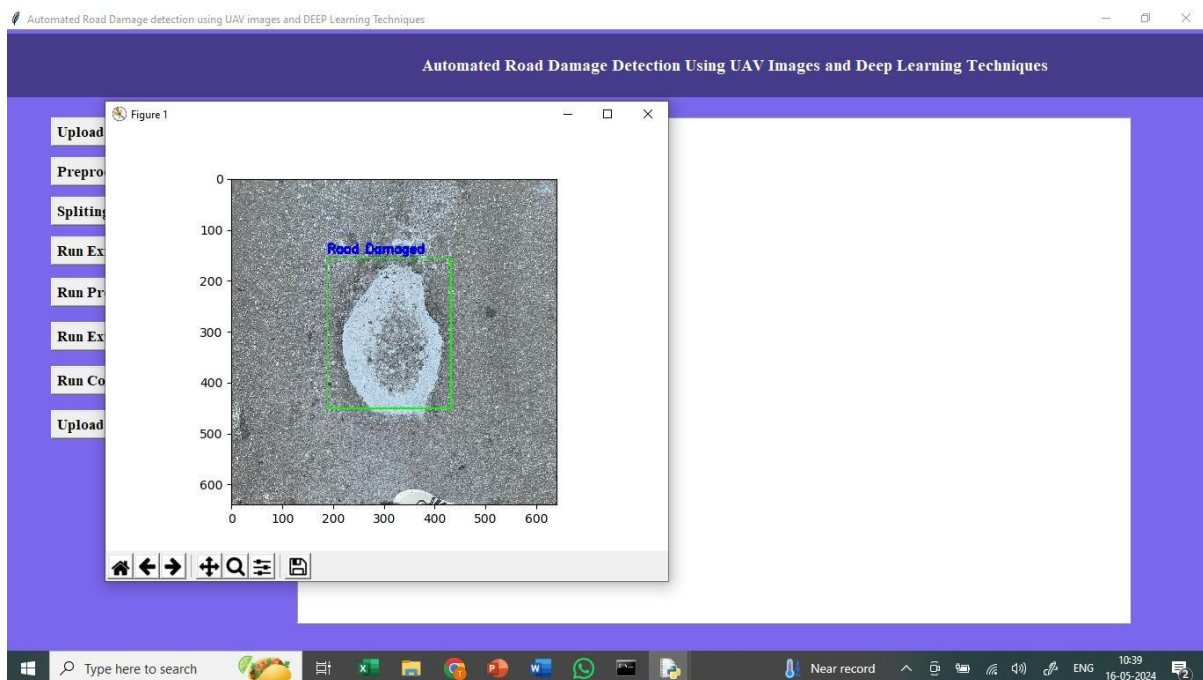 Automated Road Damage detection using UAV images and DEEP Learning Techniques
Automated Road Damage Detection Using UAV Images and Deep Learning Techniques
Figure 1
Upload
Prepro
Spliting
Run Ex
Run Pr
Run Ex
Run Co
Upload
Road Damaged
0
100
200
300
400
500
600
0 100 200 300 400 500 600
Type here to search
Near record
ENG
10:39
16-05-2024
2